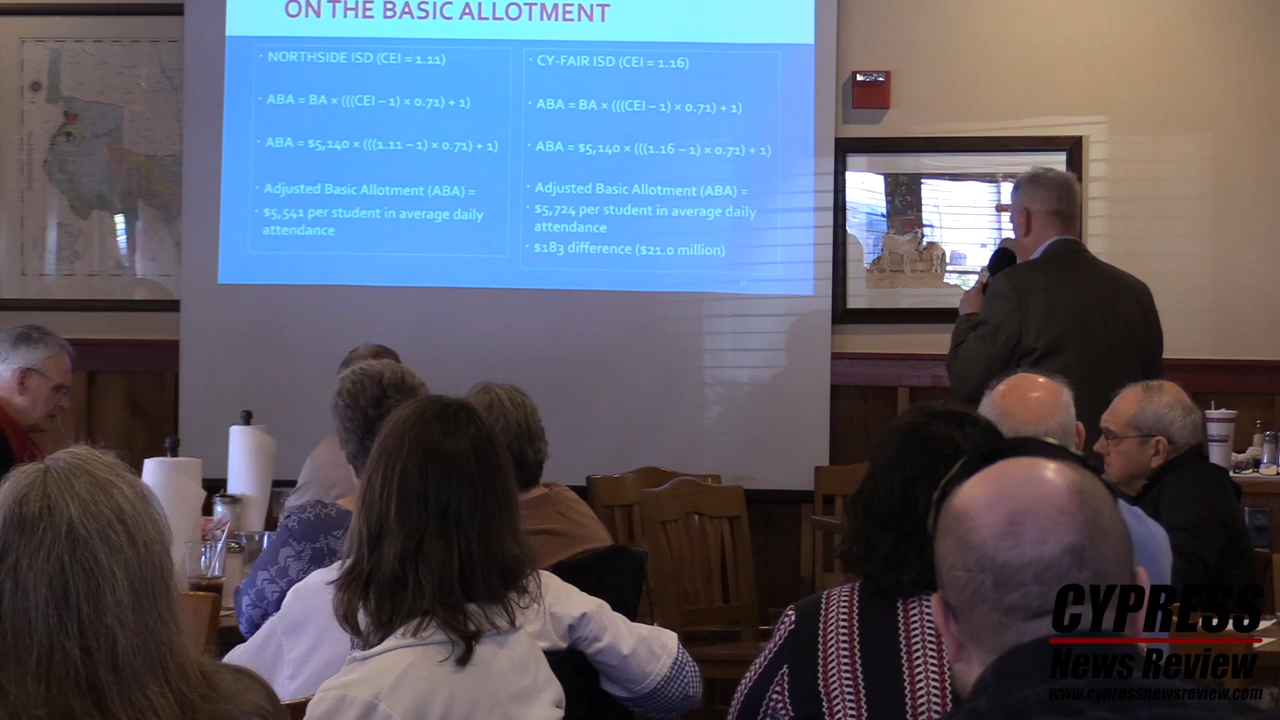 ON THE BASIC ALLOTMENT
· NORTHSIDE ISD (CEI = 1.11)
· ABA = BA × (((CEI – 1) × 0.71) + 1)
· ABA = $5,140 × (((1.11 – 1) × 0.71) + 1)
· Adjusted Basic Allotment (ABA) =
· $5,541 per student in average daily
attendance
· CY-FAIR ISD (CEI = 1.16)
· ABA = BA × (((CEI – 1) × 0.71) + 1)
· ABA = $5,140 × (((1.16 – 1) × 0.71) + 1)
· Adjusted Basic Allotment (ABA) =
· $5,724 per student in average daily
attendance
· $183 difference ($21.0 million)
CYPRESS
News Review
www.cypressnewsreview.com